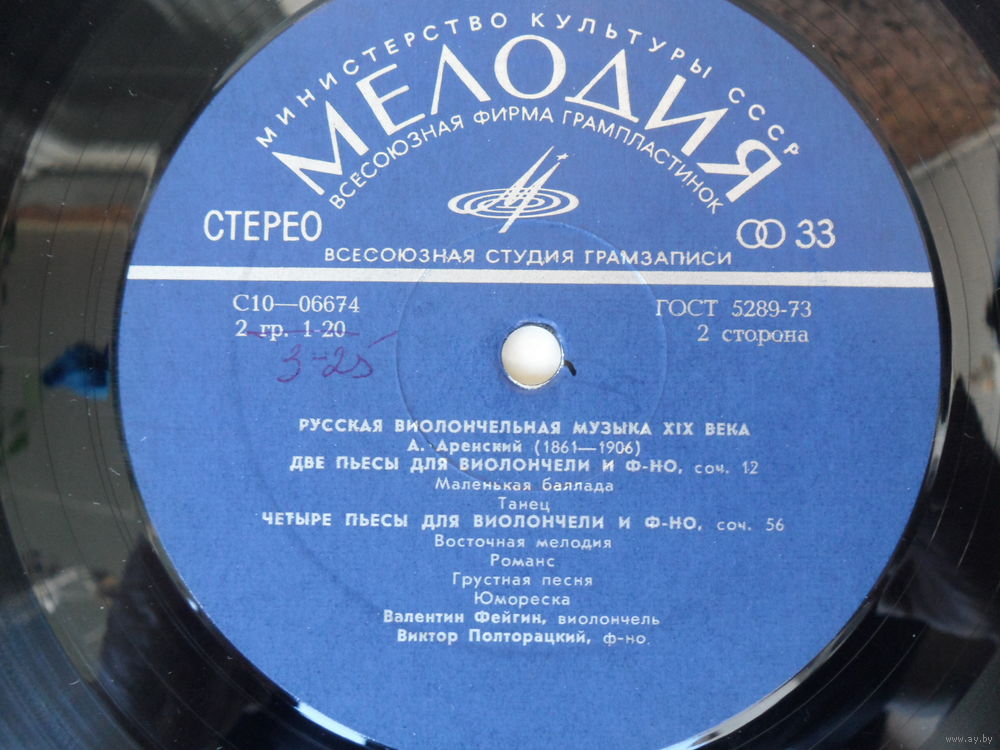 МИНИСТЕРСТВО КУЛЬТУРЫ СССР
МЕЛОДИЯ
ВСЕСОЮЗНАЯ ФИРМА ГРАМПЛАСТИНОК
СТЕРЕО
33
ВСЕСОЮЗНАЯ СТУДИЯ ГРАМЗАПИСИ
С10—06674
ГОСТ 5289-73
2 гр. 1-20
2 сторона
3-25
РУССКАЯ ВИОЛОНЧЕЛЬНАЯ МУЗЫКА XIX ВЕКА
А. Аренский (1861—1906)
ДВЕ ПЬЕСЫ ДЛЯ ВИОЛОНЧЕЛИ И Ф-НО, соч. 12
Маленькая баллада
Танец
ЧЕТЫРЕ ПЬЕСЫ ДЛЯ ВИОЛОНЧЕЛИ И Ф-НО, соч. 56
Восточная мелодия
Романс
Грустная песня
Юмореска
Валентин Фейгин, виолончель
Виктор Полторацкий, ф-но.
www.ay.by